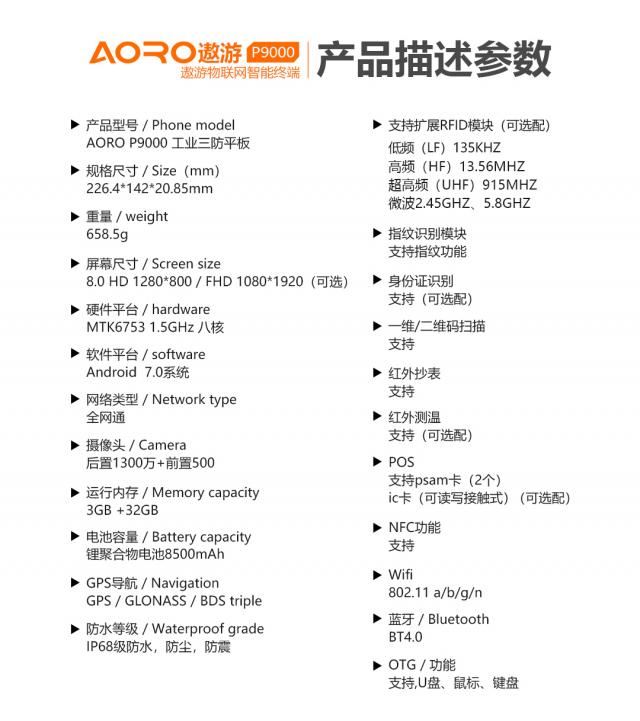 AORO遨游 P9000
遨游物联网智能终端
产品描述参数
产品型号 / Phone model
AORO P9000 工业三防平板
规格尺寸 / Size（mm）
226.4*142*20.85mm
重量 / weight
658.5g
屏幕尺寸 / Screen size
8.0 HD 1280*800 / FHD 1080*1920（可选）
硬件平台 / hardware
MTK6753 1.5GHz 八核
软件平台 / software
Android 7.0系统
网络类型 / Network type
全网通
摄像头 / Camera
后置1300万+前置500
运行内存 / Memory capacity
3GB +32GB
电池容量 / Battery capacity
锂聚合物电池8500mAh
GPS导航 / Navigation
GPS / GLONASS / BDS triple
防水等级 / Waterproof grade
IP68级防水，防尘，防震
支持扩展RFID模块（可选配）
低频（LF）135KHZ
高频（HF）13.56MHZ
超高频（UHF）915MHZ
微波2.45GHZ、5.8GHZ
指纹识别模块
支持指纹功能
身份证识别
支持（可选配）
一维/二维码扫描
支持
红外抄表
支持
红外测温
支持（可选配）
POS
支持psam卡（2个）
ic卡（可读写接触式）（可选配）
NFC功能
支持
Wifi
802.11 a/b/g/n
蓝牙 / Bluetooth
BT4.0
OTG / 功能
支持,U盘、鼠标、键盘